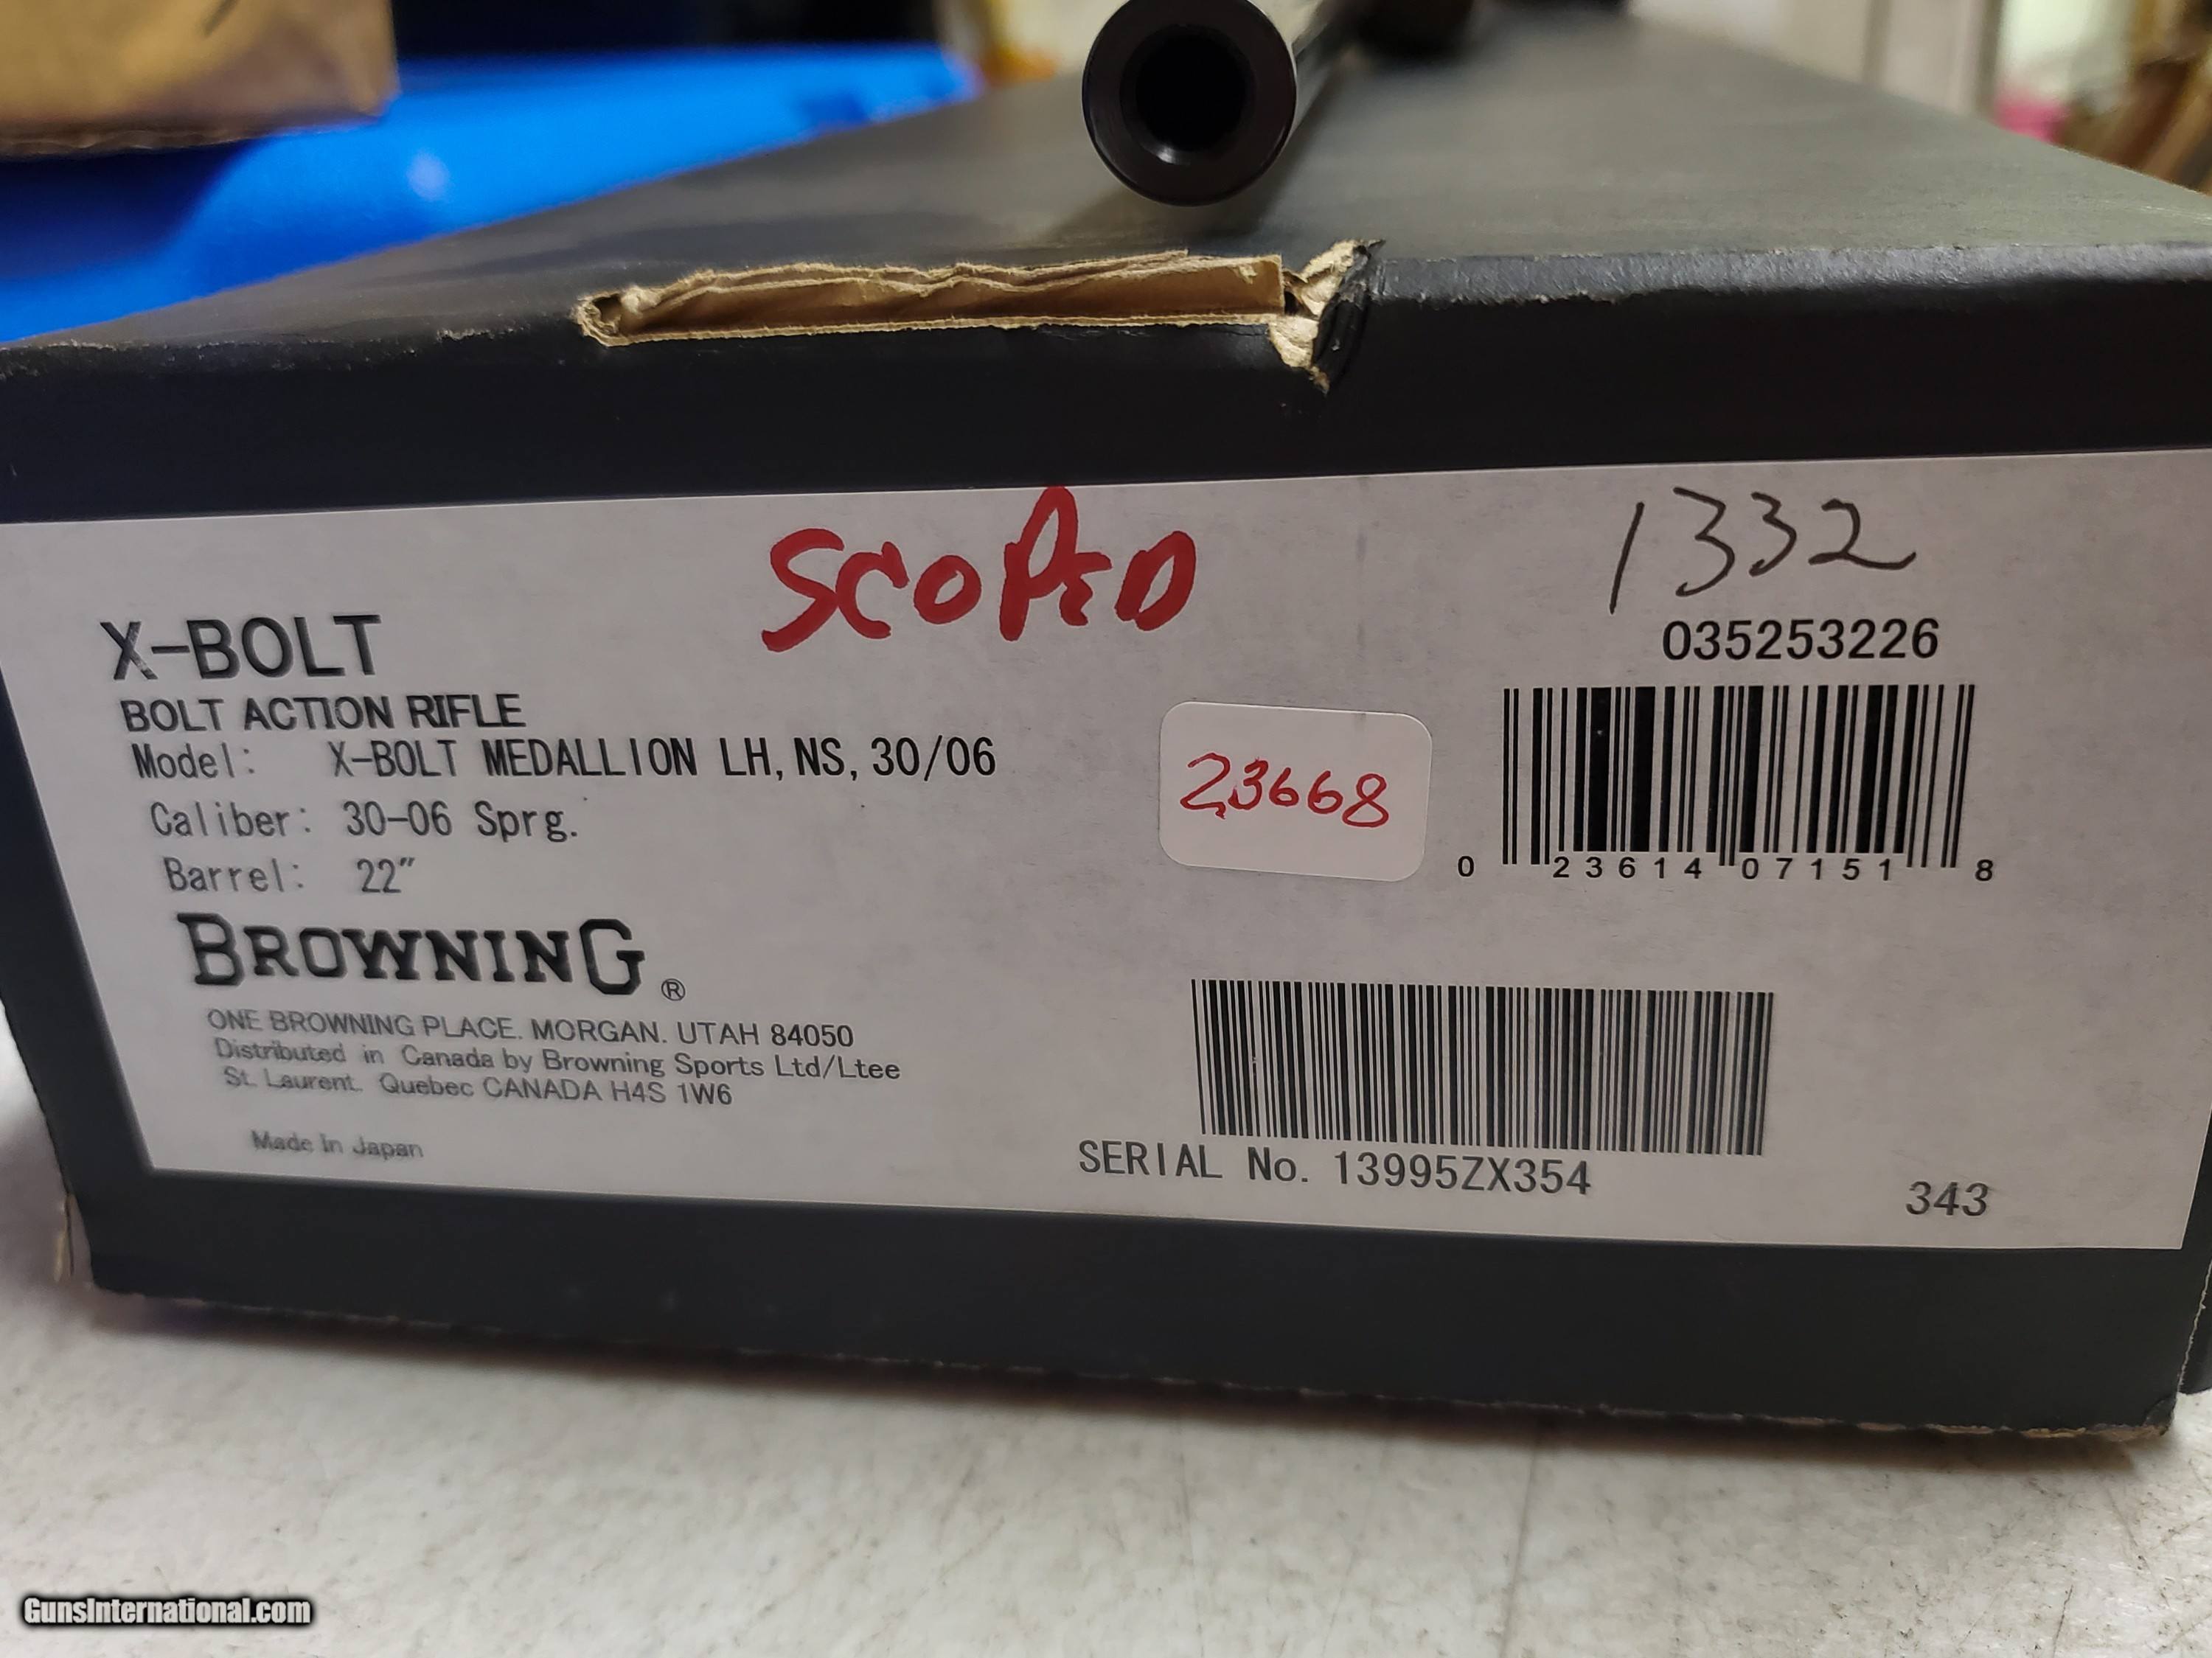 SCOPED
1332
035253226
X-BOLT
BOLT ACTION RIFLE
Model: X-BOLT MEDALLION LH, NS, 30/06
Caliber: 30-06 Sprg.
Barrel: 22"
23668
0 23614 07151 8
BROWNING®
ONE BROWNING PLACE. MORGAN. UTAH 84050
Distributed in Canada by Browning Sports Ltd/Ltee
St. Laurent. Quebec CANADA H4S 1W6
Made In Japan
SERIAL No. 13995ZX354
343
GunsInternational.com